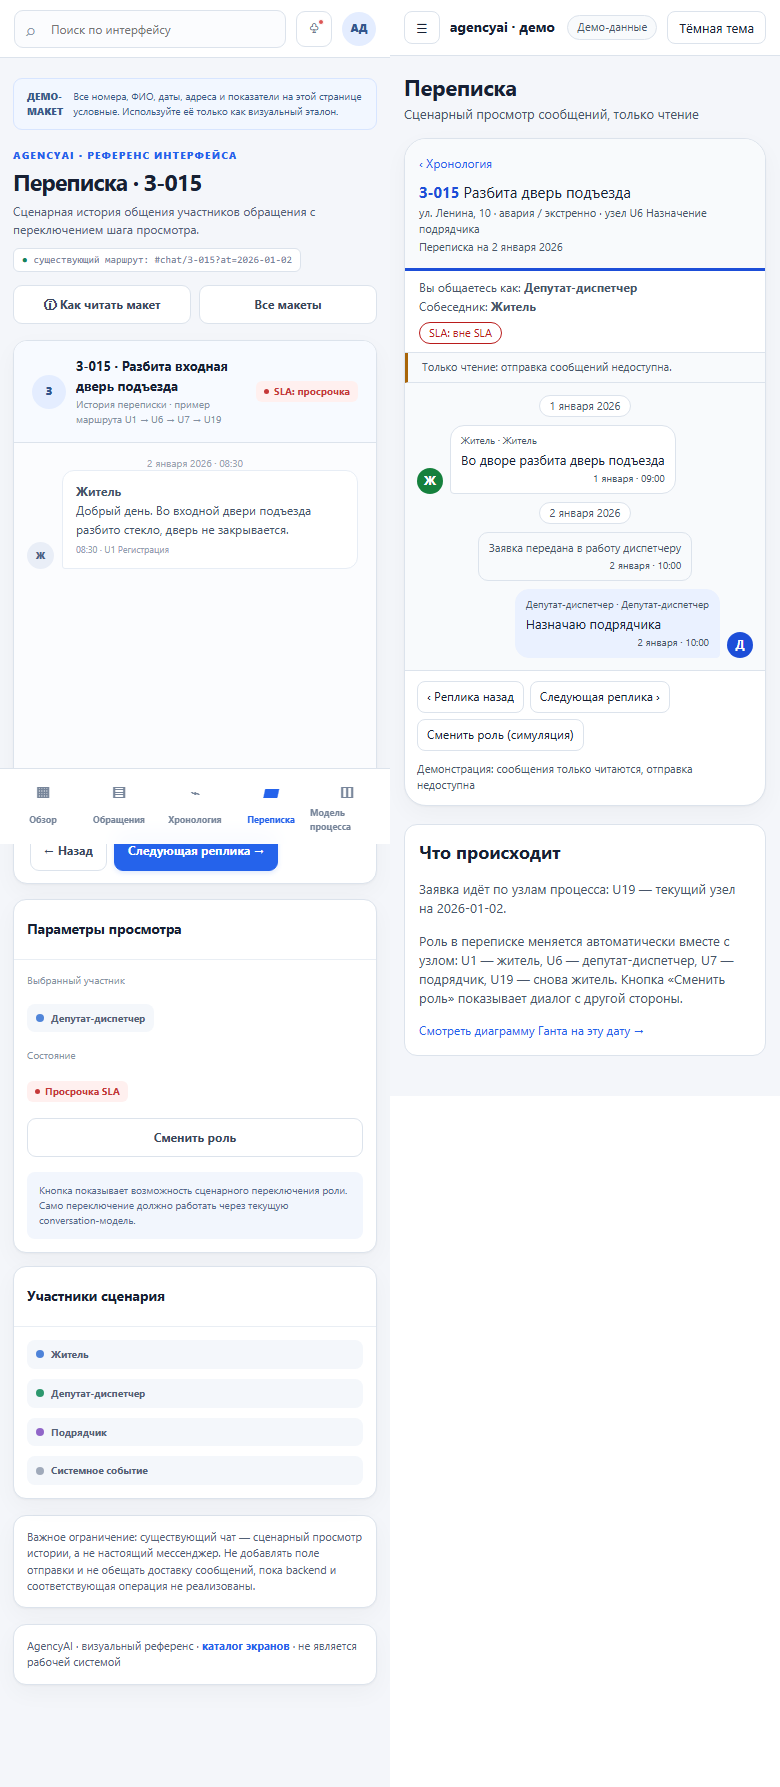 Поиск по интерфейсу
АД
ДЕМО-
МАКЕТ
Все номера, ФИО, даты, адреса и показатели на этой странице
условные. Используйте её только как визуальный эталон.
AGENCYAI · РЕФЕРЕНС ИНТЕРФЕЙСА
Переписка · 3-015
Сценарная история общения участников обращения с
переключением шага просмотра.
существующий маршрут: #chat/3-015?at=2026-01-02
ⓘ Как читать макет
Все макеты
3
3-015 · Разбита входная
дверь подъезда
История переписки · пример
маршрута U1 → U6 → U7 → U19
SLA: просрочка
2 января 2026 · 08:30
Житель
Добрый день. Во входной двери подъезда
разбито стекло, дверь не закрывается.
08:30 · U1 Регистрация
Ж
Обзор
Обращения
Хронология
Переписка
Модель
процесса
← Назад
Следующая реплика →
Параметры просмотра
Выбранный участник
Депутат-диспетчер
Состояние
Просрочка SLA
Сменить роль
Кнопка показывает возможность сценарного переключения роли.
Само переключение должно работать через текущую
conversation-модель.
Участники сценария
Житель
Депутат-диспетчер
Подрядчик
Системное событие
Важное ограничение: существующий чат — сценарный просмотр
истории, а не настоящий мессенджер. Не добавлять поле
отправки и не обещать доставку сообщений, пока backend и
соответствующая операция не реализованы.
AgencyAI · визуальный референс · каталог экранов · не является
рабочей системой
☰
agencyai · демо
Демо-данные
Тёмная тема
Переписка
Сценарный просмотр сообщений, только чтение
‹ Хронология
3-015 Разбита дверь подъезда
ул. Ленина, 10 · авария / экстренно · узел U6 Назначение
подрядчика
Переписка на 2 января 2026
Вы общаетесь как: Депутат-диспетчер
Собеседник: Житель
SLA: вне SLA
Только чтение: отправка сообщений недоступна.
1 января 2026
Житель · Житель
Во дворе разбита дверь подъезда
1 января · 09:00
Ж
2 января 2026
Заявка передана в работу диспетчеру
2 января · 10:00
Депутат-диспетчер · Депутат-диспетчер
Назначаю подрядчика
2 января · 10:00
Д
‹ Реплика назад
Следующая реплика ›
Сменить роль (симуляция)
Демонстрация: сообщения только читаются, отправка
недоступна
Что происходит
Заявка идёт по узлам процесса: U19 — текущий узел
на 2026-01-02.
Роль в переписке меняется автоматически вместе с
узлом: U1 — житель, U6 — депутат-диспетчер, U7 —
подрядчик, U19 — снова житель. Кнопка «Сменить
роль» показывает диалог с другой стороны.
Смотреть диаграмму Ганта на эту дату →